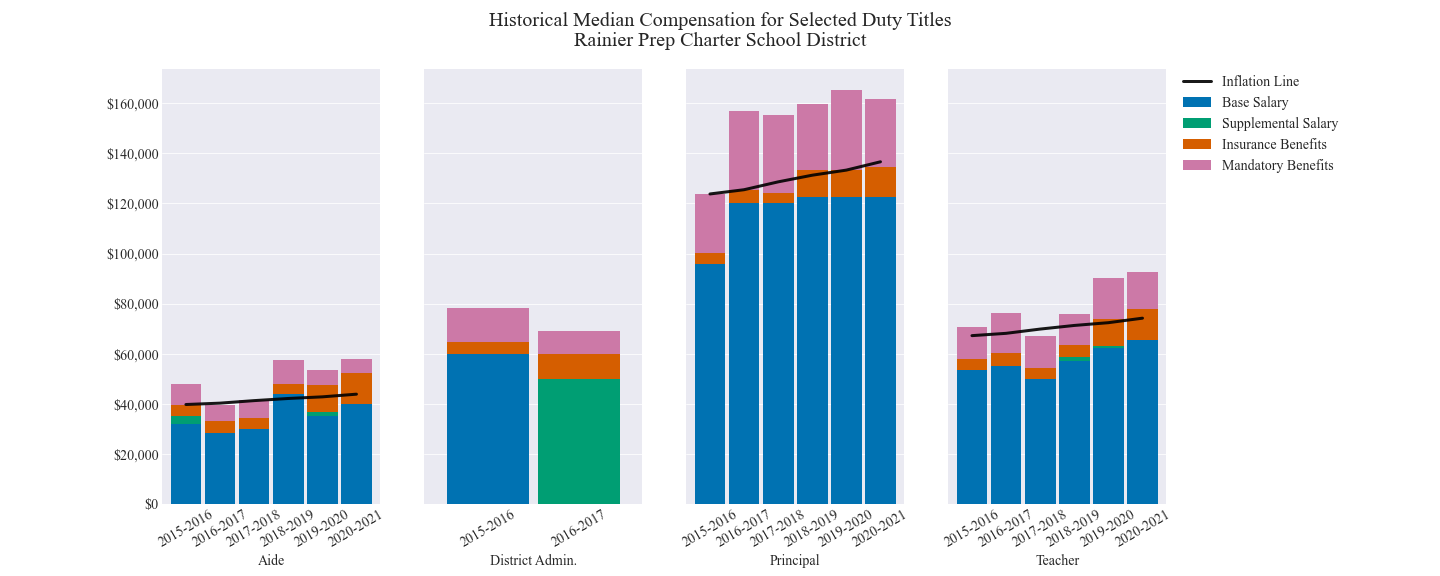 Historical Median Compensation for Selected Duty Titles
Rainier Prep Charter School District
$160,000
$140,000
$120,000
$100,000
$80,000
$60,000
$40,000
$20,000
$0
2015-2016
2016-2017
2017-2018
2018-2019
2019-2020
2020-2021
Aide
2015-2016
2016-2017
District Admin.
2015-2016
2016-2017
2017-2018
2018-2019
2019-2020
2020-2021
Principal
2015-2016
2016-2017
2017-2018
2018-2019
2019-2020
2020-2021
Teacher
Inflation Line
Base Salary
Supplemental Salary
Insurance Benefits
Mandatory Benefits